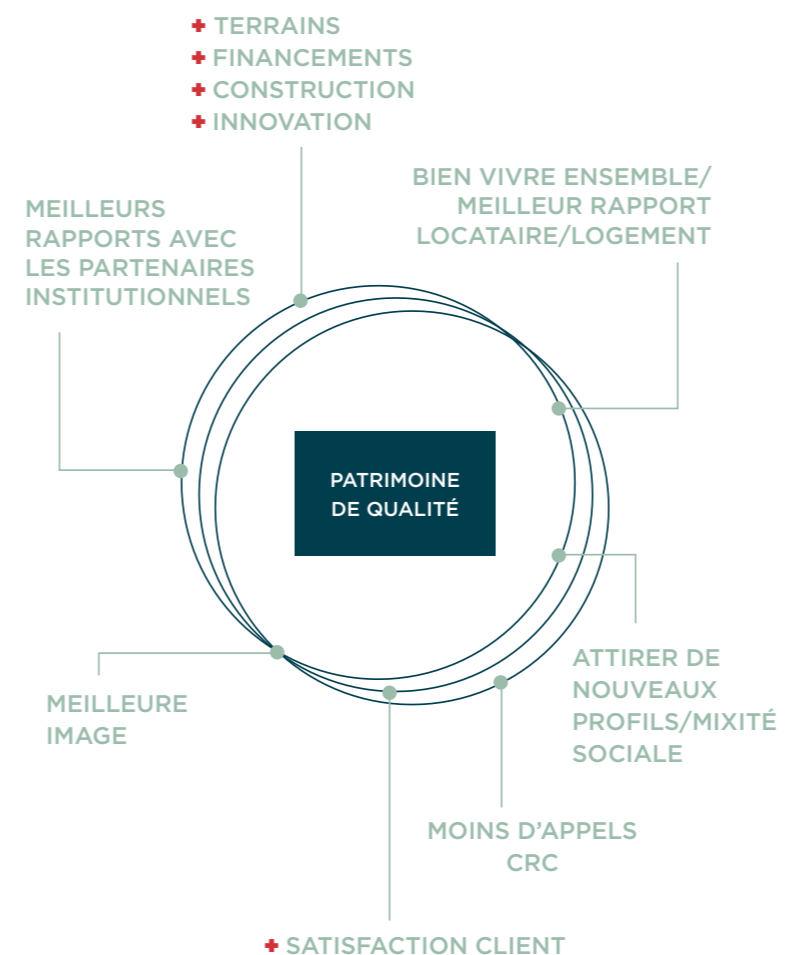 + TERRAINS
+ FINANCEMENTS
+ CONSTRUCTION
+ INNOVATION
BIEN VIVRE ENSEMBLE/
MEILLEUR RAPPORT
LOCATAIRE/LOGEMENT
MEILLEURS
RAPPORTS AVEC
LES PARTENAIRES
INSTITUTIONNELS
PATRIMOINE
DE QUALITÉ
ATTIRER DE
NOUVEAUX
PROFILS/MIXITÉ
SOCIALE
MEILLEURE
IMAGE
MOINS D’APPELS
CRC
+ SATISFACTION CLIENT